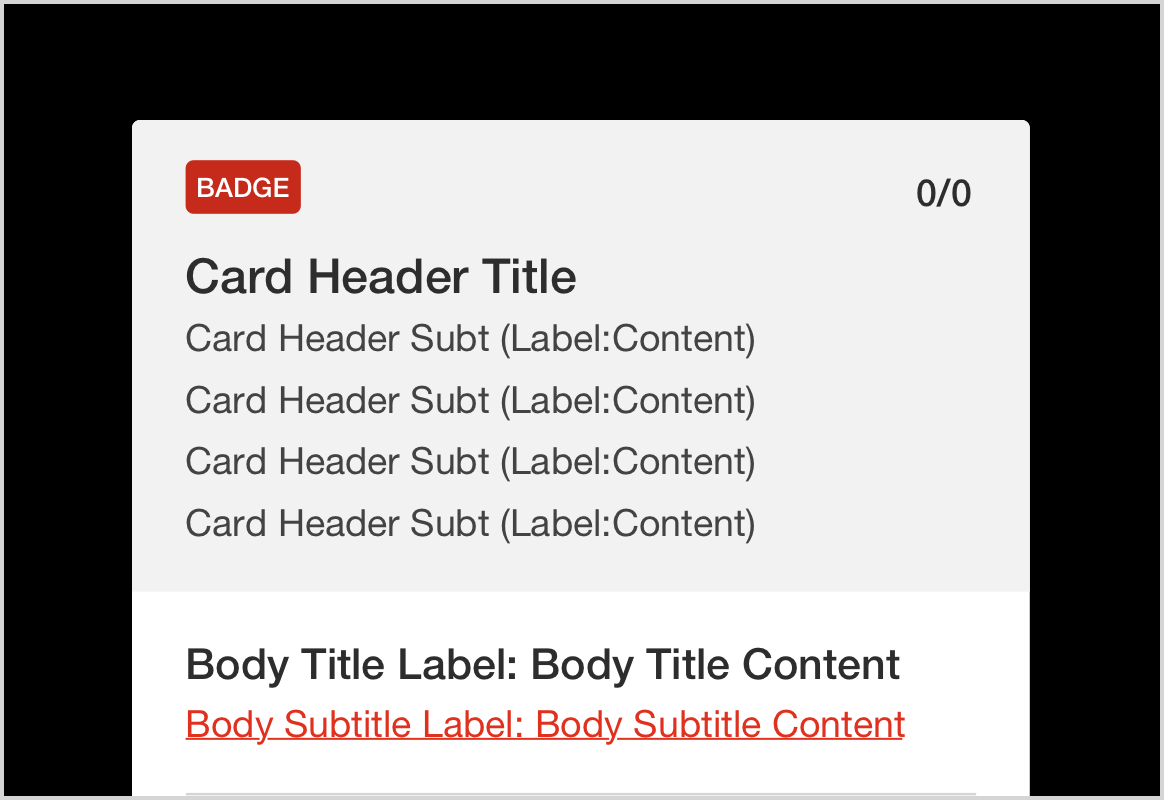 BADGE
0/0
Card Header Title
Card Header Subt (Label:Content)
Card Header Subt (Label:Content)
Card Header Subt (Label:Content)
Card Header Subt (Label:Content)
Body Title Label: Body Title Content
Body Subtitle Label: Body Subtitle Content